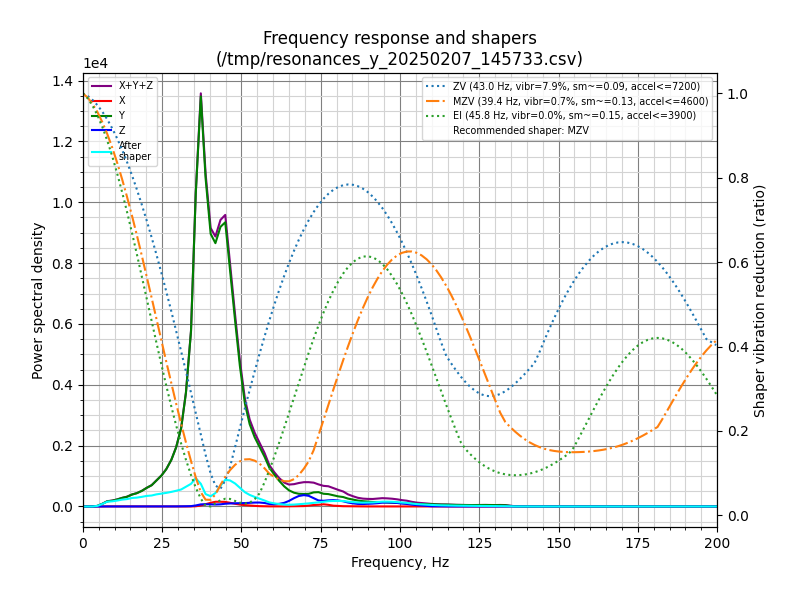 Frequency response and shapers
(/tmp/resonances_y_20250207_145733.csv)
1e4
X+Y+Z
X
Y
Z
After
shaper
ZV (43.0 Hz, vibr=7.9%, sm~=0.09, accel<=7200)
MZV (39.4 Hz, vibr=0.7%, sm~=0.13, accel<=4600)
EI (45.8 Hz, vibr=0.0%, sm~=0.15, accel<=3900)
Recommended shaper: MZV
Power spectral density
1.4
1.2
1.0
0.8
0.6
0.4
0.2
0.0
1.0
0.8
0.6
0.4
0.2
0.0
Shaper vibration reduction (ratio)
0
25
50
75
100
125
150
175
200
Frequency, Hz